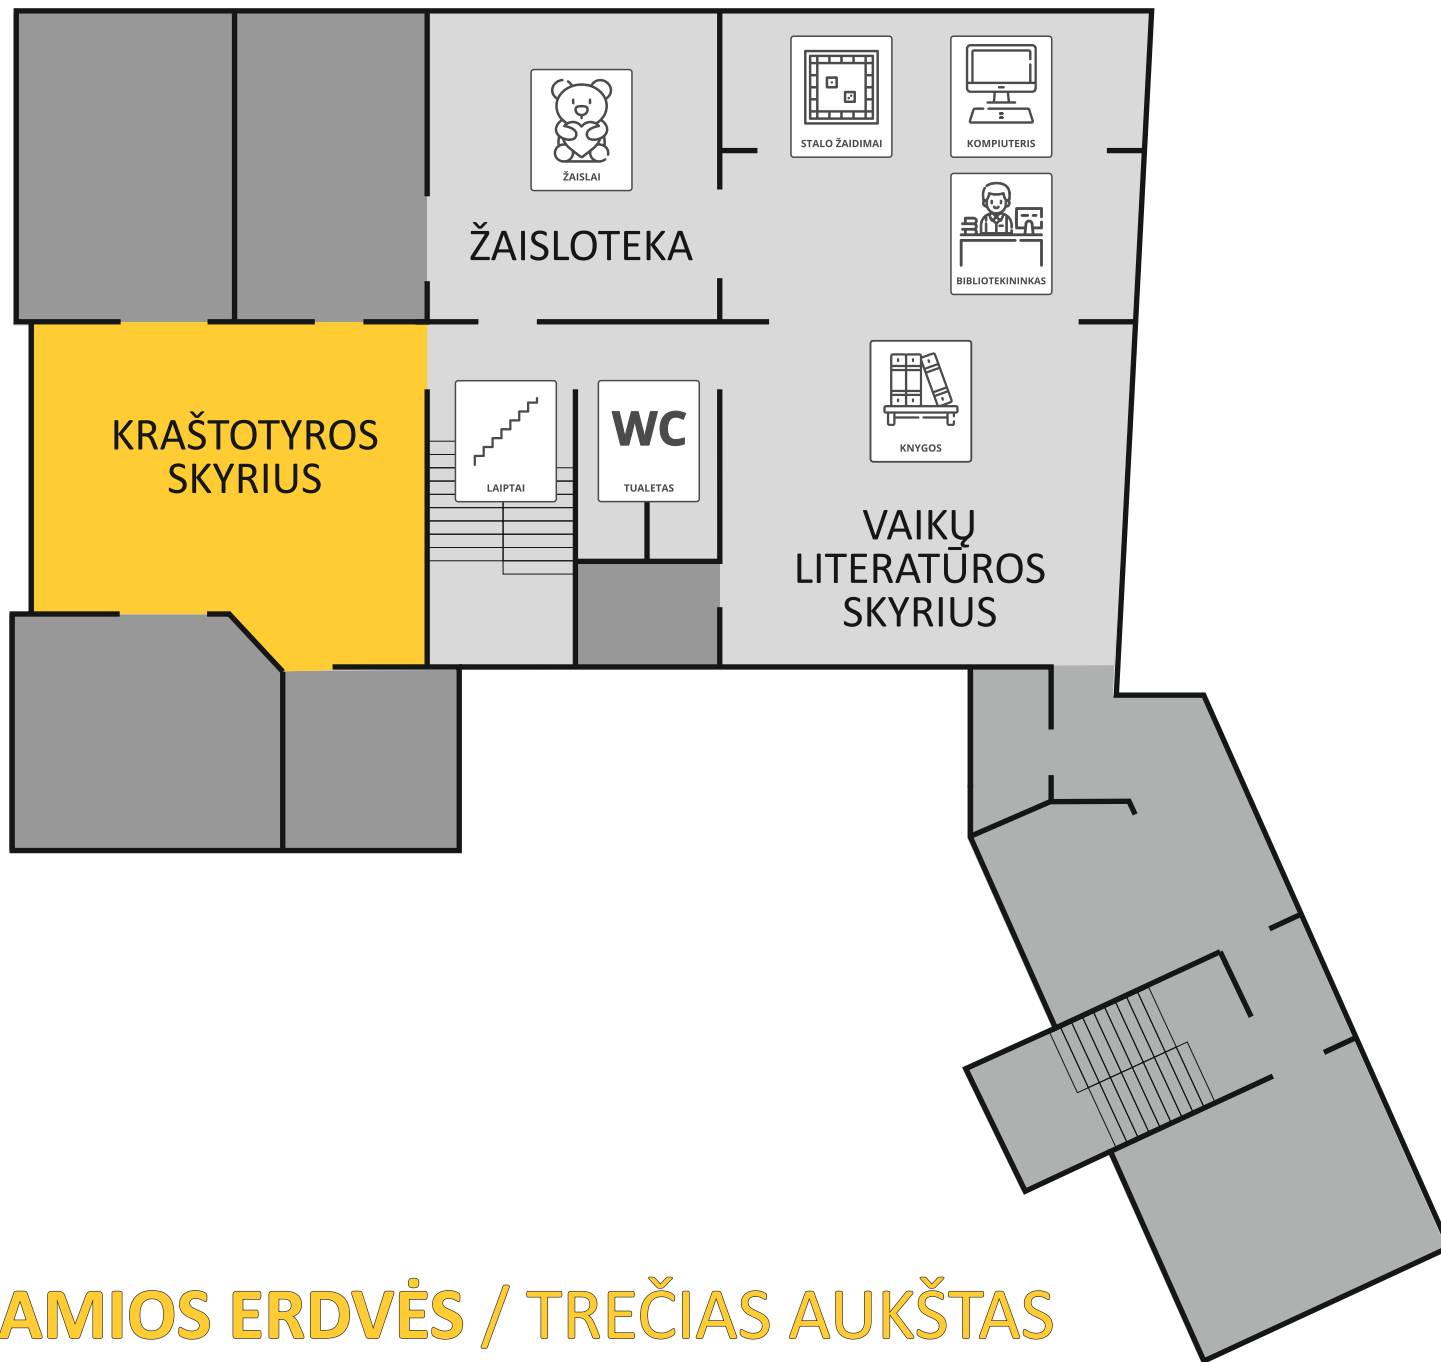 STALO ŽAIDIMAI
KOMPIUTERIS
ŽAISLAI
ŽAISLOTEKA
BIBLIOTEKININKAS
KRAŠTOTYROS
SKYRIUS
LAIPTAI
WC
TUALETAS
KNYGOS
VAIKŲ
LITERATŪROS
SKYRIUS
AMIOS ERDVĖS / TREČIAS AUKŠTAS